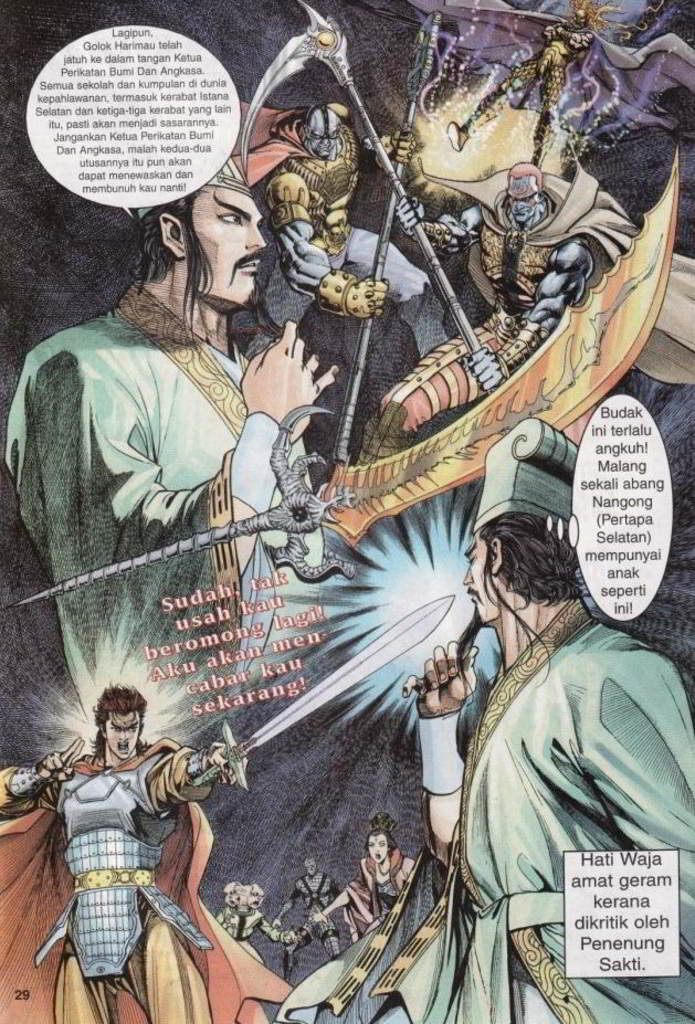 Lagipun,
Golok Harimau telah
jatuh ke dalam tangan Ketua
Perikatan Bumi Dan Angkasa.
Semua sekolah dan kumpulan di dunia
kepahlawanan, termasuk kerabat Istana
Selatan dan ketiga-tiga kerabat yang lain
itu, pasti akan menjadi sasarannya.
Jangankan Ketua Perikatan Bumi
Dan Angkasa, malah kedua-dua
utusannya itu pun akan
dapat menewaskan dan
membunuh kau nanti!
Budak
ini terlalu
angkuh!
Malang
sekali abang
Nangong
(Pertapa
Selatan)
mempunyai
anak
seperti
ini!
Sudah, tak
usah kau
beromong lagi!
Aku akan men-
cabar kau
sekarang!
Hati Waja
amat geram
kerana
dikritik oleh
Penenung
Sakti.
29